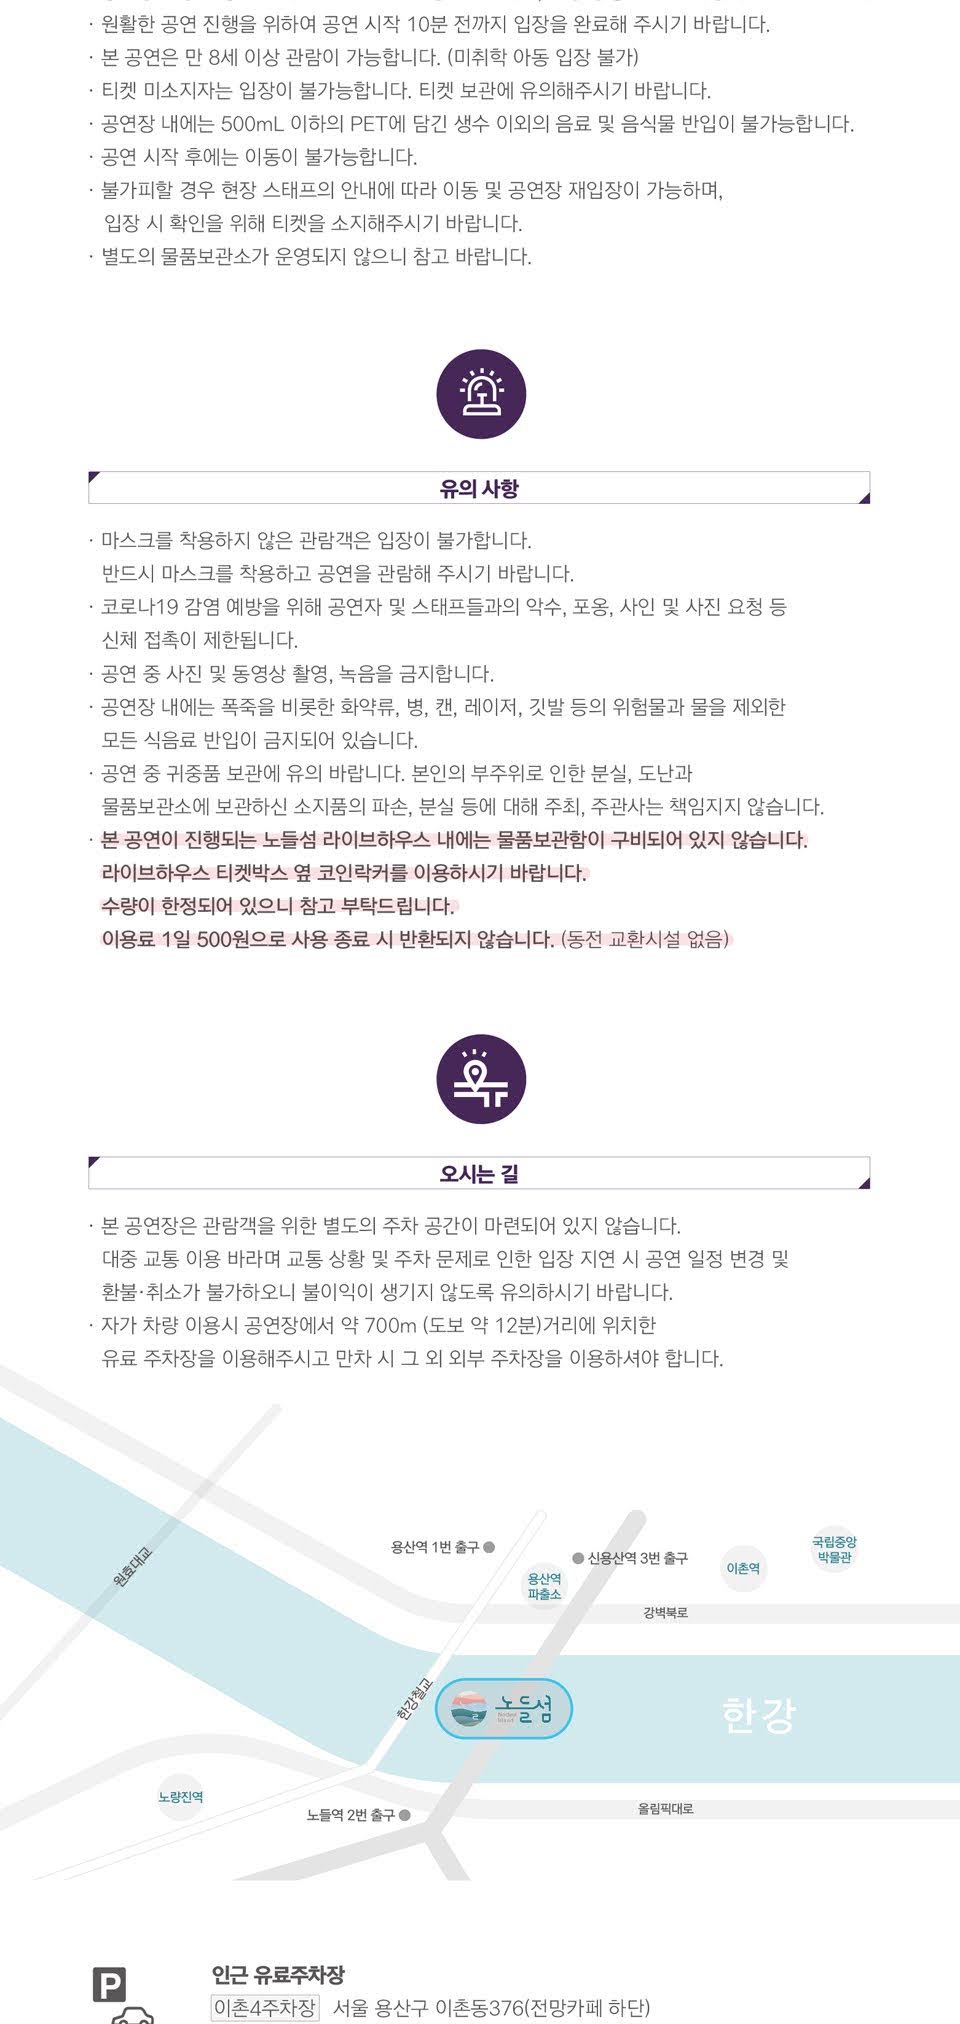 · 원활한 공연 진행을 위하여 공연 시작 10분 전까지 입장을 완료해 주시기 바랍니다.
· 본 공연은 만 8세 이상 관람이 가능합니다. (미취학 아동 입장 불가)
· 티켓 미소지자는 입장이 불가능합니다. 티켓 보관에 유의해주시기 바랍니다.
· 공연장 내에는 500mL 이하의 PET에 담긴 생수 이외의 음료 및 음식물 반입이 불가능합니다.
· 공연 시작 후에는 이동이 불가능합니다.
· 불가피할 경우 현장 스태프의 안내에 따라 이동 및 공연장 재입장이 가능하며,
입장 시 확인을 위해 티켓을 소지해주시기 바랍니다.
· 별도의 물품보관소가 운영되지 않으니 참고 바랍니다.
유의 사항
· 마스크를 착용하지 않은 관람객은 입장이 불가합니다.
반드시 마스크를 착용하고 공연을 관람해 주시기 바랍니다.
· 코로나19 감염 예방을 위해 공연자 및 스태프들과의 악수, 포옹, 사인 및 사진 요청 등
신체 접촉이 제한됩니다.
· 공연 중 사진 및 동영상 촬영, 녹음을 금지합니다.
· 공연장 내에는 폭죽을 비롯한 화약류, 병, 캔, 레이저, 깃발 등의 위험물과 물을 제외한
모든 식음료 반입이 금지되어 있습니다.
· 공연 중 귀중품 보관에 유의 바랍니다. 본인의 부주위로 인한 분실, 도난과
물품보관소에 보관하신 소지품의 파손, 분실 등에 대해 주최, 주관사는 책임지지 않습니다.
· 본 공연이 진행되는 노들섬 라이브하우스 내에는 물품보관함이 구비되어 있지 않습니다.
라이브하우스 티켓박스 옆 코인락커를 이용하시기 바랍니다.
수량이 한정되어 있으니 참고 부탁드립니다.
이용료 1일 500원으로 사용 종료 시 반환되지 않습니다. (동전 교환시설 없음)
오시는 길
· 본 공연장은 관람객을 위한 별도의 주차 공간이 마련되어 있지 않습니다.
대중 교통 이용 바라며 교통 상황 및 주차 문제로 인한 입장 지연 시 공연 일정 변경 및
환불·취소가 불가하오니 불이익이 생기지 않도록 유의하시기 바랍니다.
· 자가 차량 이용시 공연장에서 약 700m (도보 약 12분)거리에 위치한
유료 주차장을 이용해주시고 만차 시 그 외 외부 주차장을 이용하셔야 합니다.
원효대교
용산역 1번 출구
신용산역 3번 출구
국립중앙
박물관
용산역
파출소
이촌역
강벽북로
한강철교
노들섬
Nodeul
Island
한강
노량진역
노들역 2번 출구
올림픽대로
P
인근 유료주차장
이촌4주차장 서울 용산구 이촌동376(전망카페 하단)